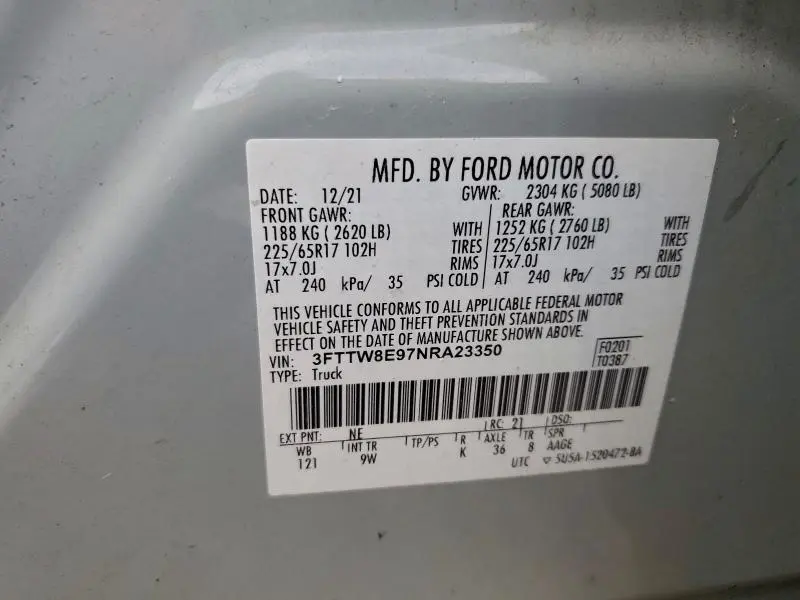 MFD. BY FORD MOTOR CO.
DATE: 12/21 GVWR: 2304 KG ( 5080 LB)
FRONT GAWR: REAR GAWR:
1188 KG ( 2620 LB) WITH 1252 KG ( 2760 LB) WITH
225/65R17 102H TIRES 225/65R17 102H TIRES
17x7.0J RIMS 17x7.0J RIMS
AT 240 kPa/ 35 PSI COLD AT 240 kPa/ 35 PSI COLD
THIS VEHICLE CONFORMS TO ALL APPLICABLE FEDERAL MOTOR
VEHICLE SAFETY AND THEFT PREVENTION STANDARDS IN
EFFECT ON THE DATE OF MANUFACTURE SHOWN ABOVE.
VIN: 3FTTW8E97NRA23350 F0201
TYPE: Truck T0387
EXT PNT: NE RC: 21 DSO:
WB INT TR TP/PS R AXLE TR SPR
121 9W K 36 8 AAGE
UTC 5U5A-1520472-BA